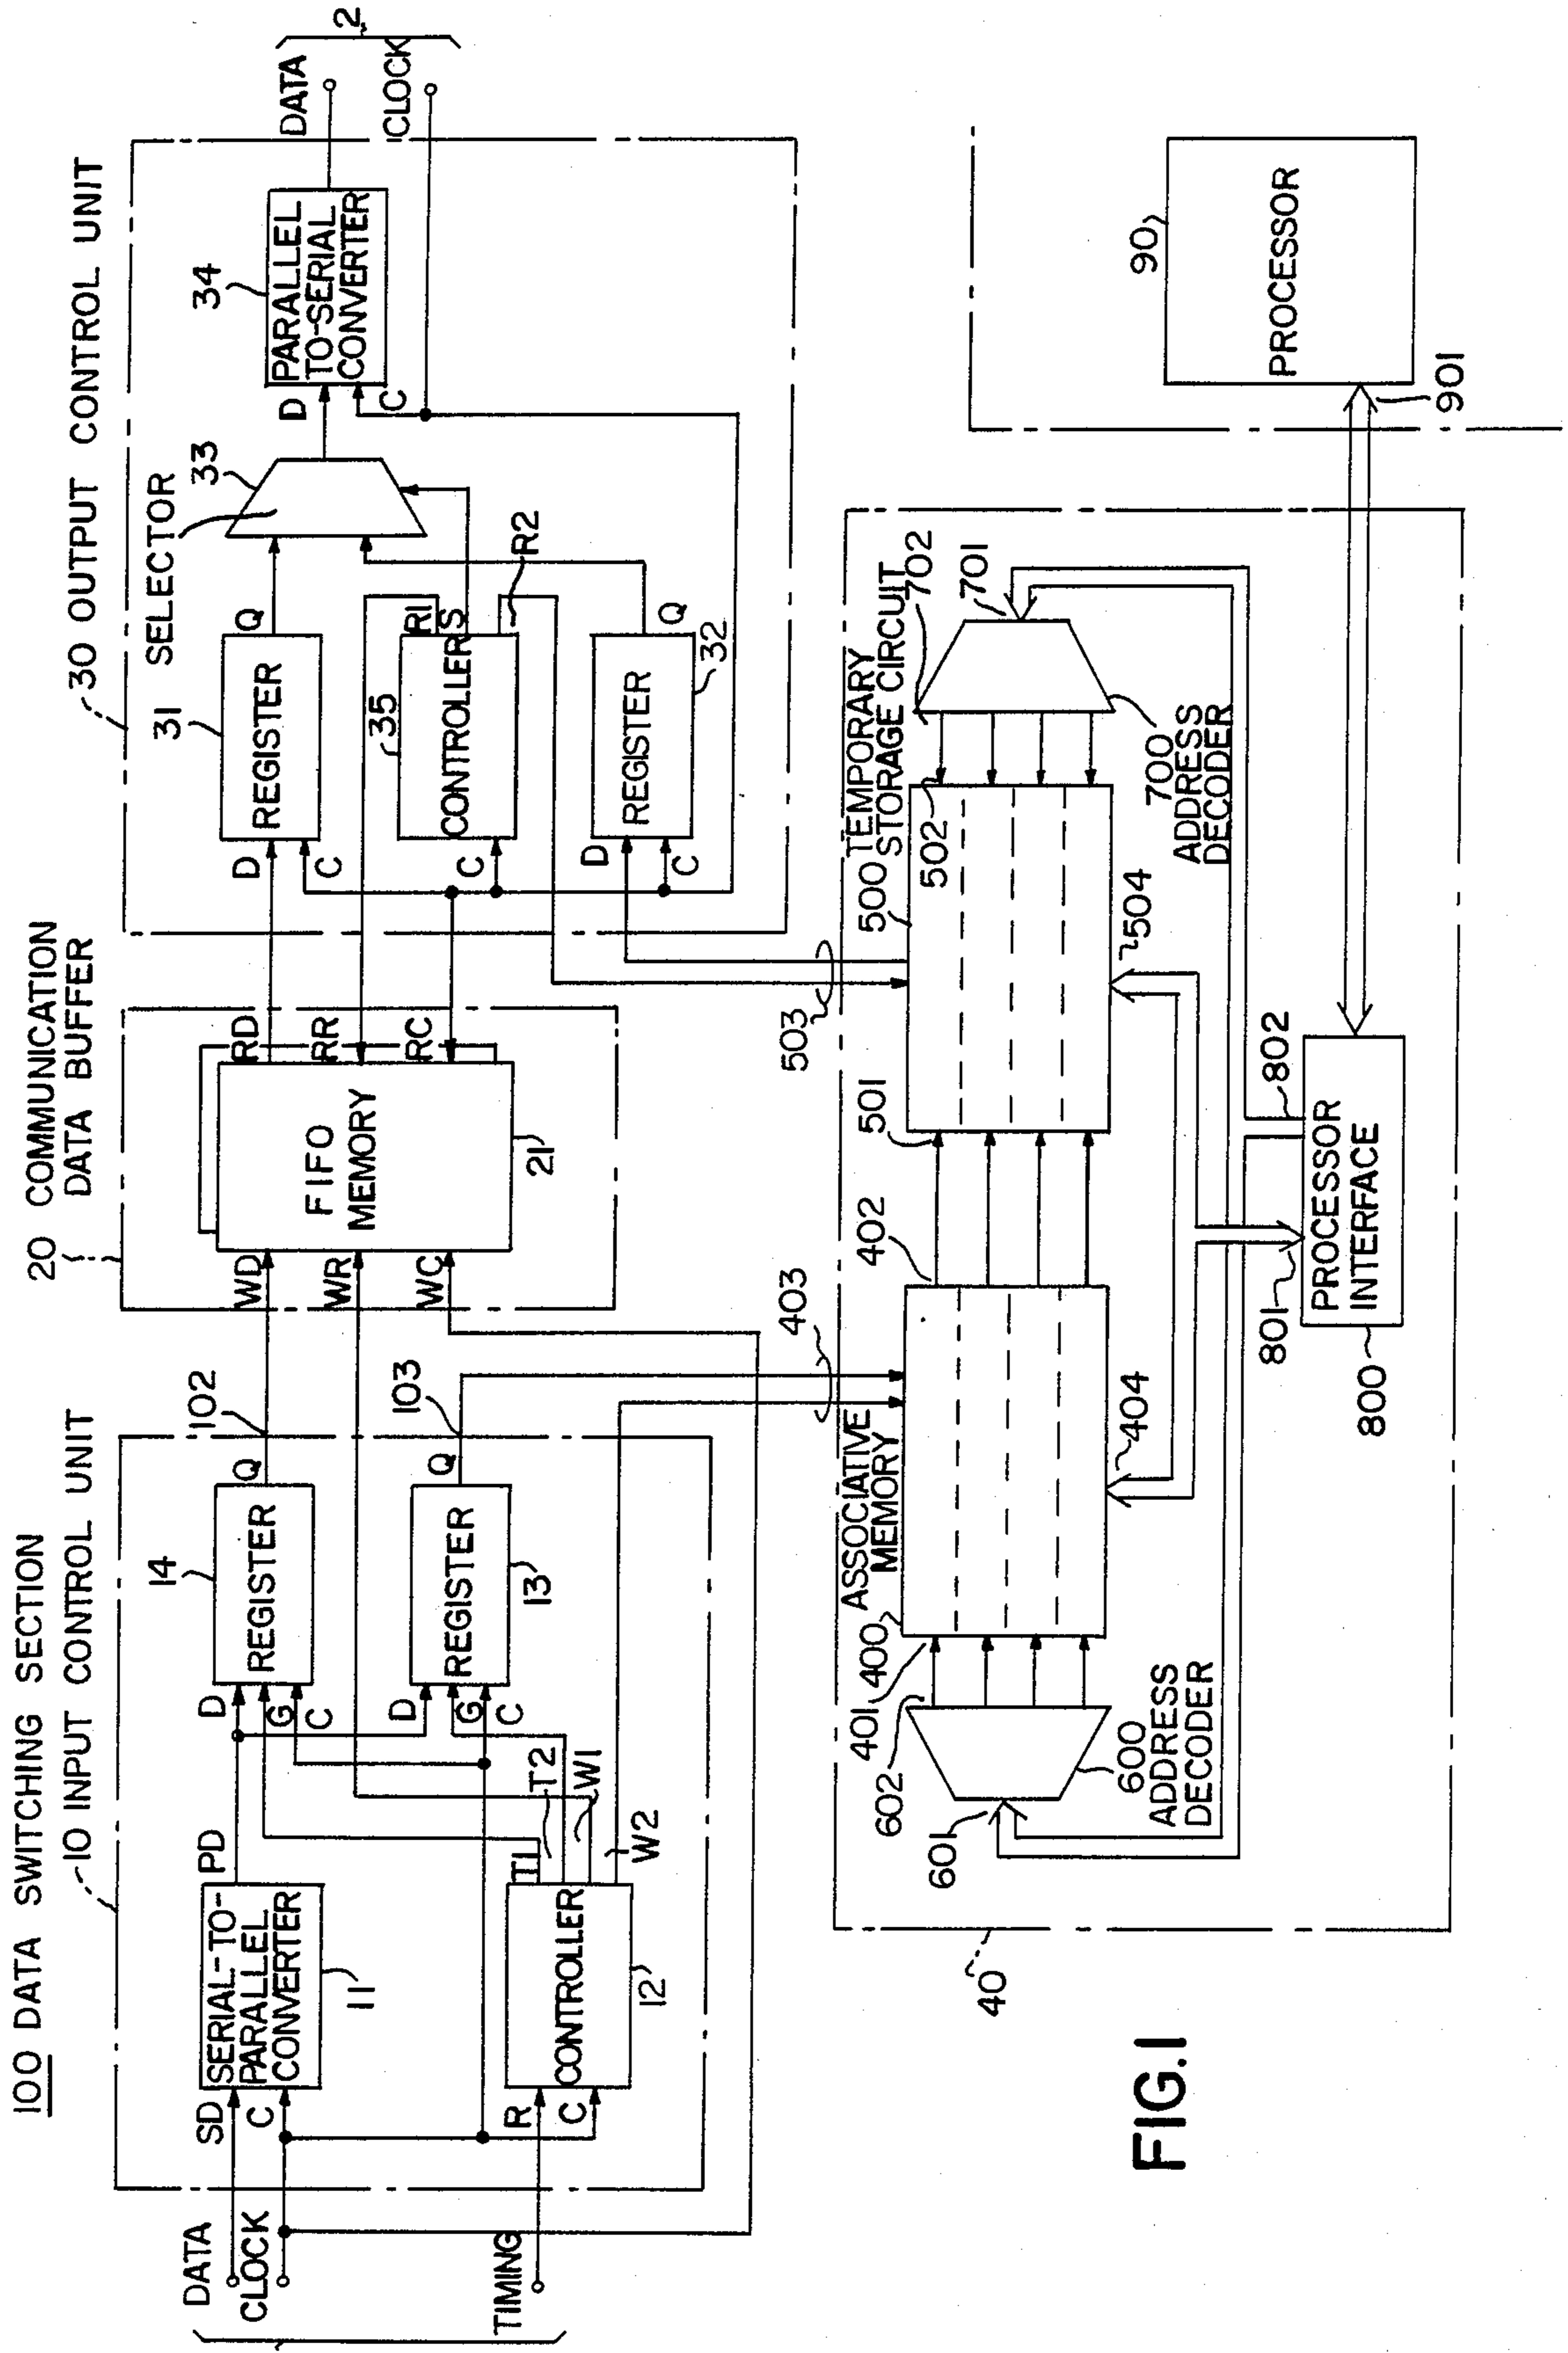 100 DATA SWITCHING SECTION
10 INPUT CONTROL UNIT
DATA
CLOCK
TIMING
SD
C
SERIAL-TO-
PARALLEL
CONVERTER
11
PD
R
C
CONTROLLER
12
T1
T2
W1
W2
D
G
C
14
REGISTER
Q
102
D
G
C
REGISTER
13
Q
103
20 COMMUNICATION
DATA BUFFER
WD
WR
WC
FIFO
MEMORY
21
RD
RR
RC
30 OUTPUT CONTROL UNIT
D
C
31
REGISTER
Q
C
35
CONTROLLER
R1
S
R2
D
C
REGISTER
32
Q
SELECTOR
33
D
C
34
PARALLEL
TO-SERIAL
CONVERTER
DATA
CLOCK
2
40
601
602
600
ADDRESS
DECODER
401
400
ASSOCIATIVE
MEMORY
403
404
402
501
503
500 TEMPORARY
STORAGE CIRCUIT
502
504
702
701
700
ADDRESS
DECODER
801
802
800
PROCESSOR
INTERFACE
90
PROCESSOR
901
FIG.1